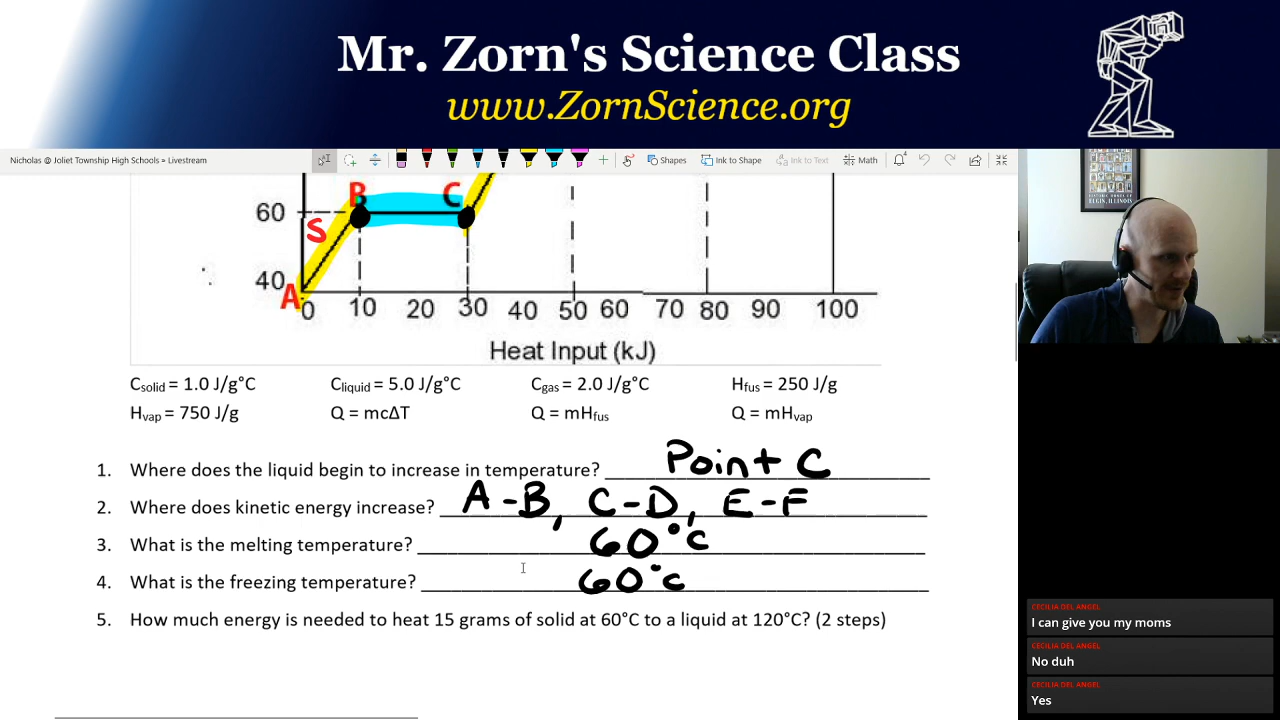 Mr. Zorn's Science Class
www.ZornScience.org
Nicholas @ Joliet Township High Schools » Livestream
Shapes
Ink to Shape
Ink to Text
Math
HISTORIC
ELGIN, ILLINOIS
B C
60
S
40
A
0 10 20 30 40 50 60 70 80 90 100
Heat Input (kJ)
Csolid = 1.0 J/g°C Cliquid = 5.0 J/g°C Cgas = 2.0 J/g°C Hfus = 250 J/g
Hvap = 750 J/g Q = mcΔT Q = mHfus Q = mHvap
1. Where does the liquid begin to increase in temperature? Point C
2. Where does kinetic energy increase? A-B, C-D, E-F
3. What is the melting temperature? 60°C
4. What is the freezing temperature? 60°C
5. How much energy is needed to heat 15 grams of solid at 60°C to a liquid at 120°C? (2 steps)
CECILIA DEL ANGEL
I can give you my moms
CECILIA DEL ANGEL
No duh
CECILIA DEL ANGEL
Yes